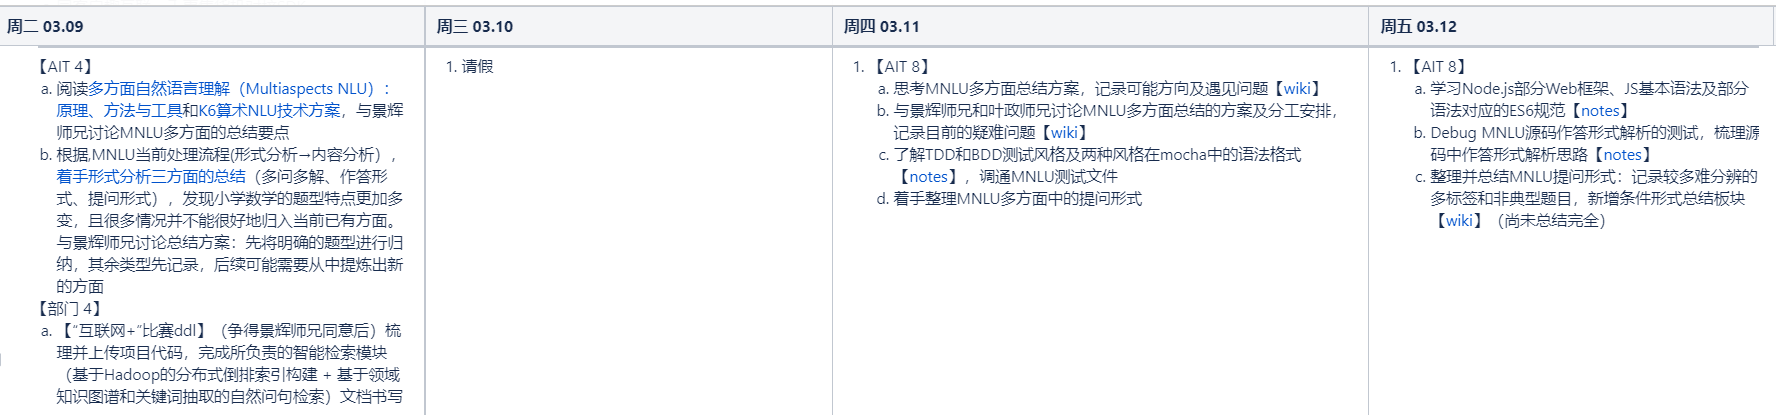 周二 03.09
【AIT 4】
a. 阅读多方面自然语言理解（Multiaspects NLU）：
原理、方法与工具和K6算术NLU技术方案，与景辉
师兄讨论MNLU多方面的总结要点
b. 根据,MNLU当前处理流程(形式分析→内容分析），
着手形式分析三方面的总结（多问多解、作答形
式、提问形式），发现小学数学的题型特点更加多
变，且很多情况并不能很好地归入当前已有方面。
与景辉师兄讨论总结方案：先将明确的题型进行归
纳，其余类型先记录，后续可能需要从中提炼出新
的方面
【部门 4】
a. 【“互联网+”比赛ddl】（争得景辉师兄同意后）梳
理并上传项目代码，完成所负责的智能检索模块
（基于Hadoop的分布式倒排索引构建 + 基于领域
知识图谱和关键词抽取的自然问句检索）文档书写
周三 03.10
1. 请假
周四 03.11
1. 【AIT 8】
a. 思考MNLU多方面总结方案，记录可能方向及遇见问题【wiki】
b. 与景辉师兄和叶政师兄讨论MNLU多方面总结的方案及分工安排，
记录目前的疑难问题【wiki】
c. 了解TDD和BDD测试风格及两种风格在mocha中的语法格式
【notes】，调通MNLU测试文件
d. 着手整理MNLU多方面中的提问形式
周五 03.12
1. 【AIT 8】
a. 学习Node.js部分Web框架、JS基本语法及部分
语法对应的ES6规范【notes】
b. Debug MNLU源码作答形式解析的测试，梳理源
码中作答形式解析思路【notes】
c. 整理并总结MNLU提问形式：记录较多难分辨的
多标签和非典型题目，新增条件形式总结板块
【wiki】（尚未总结完全）